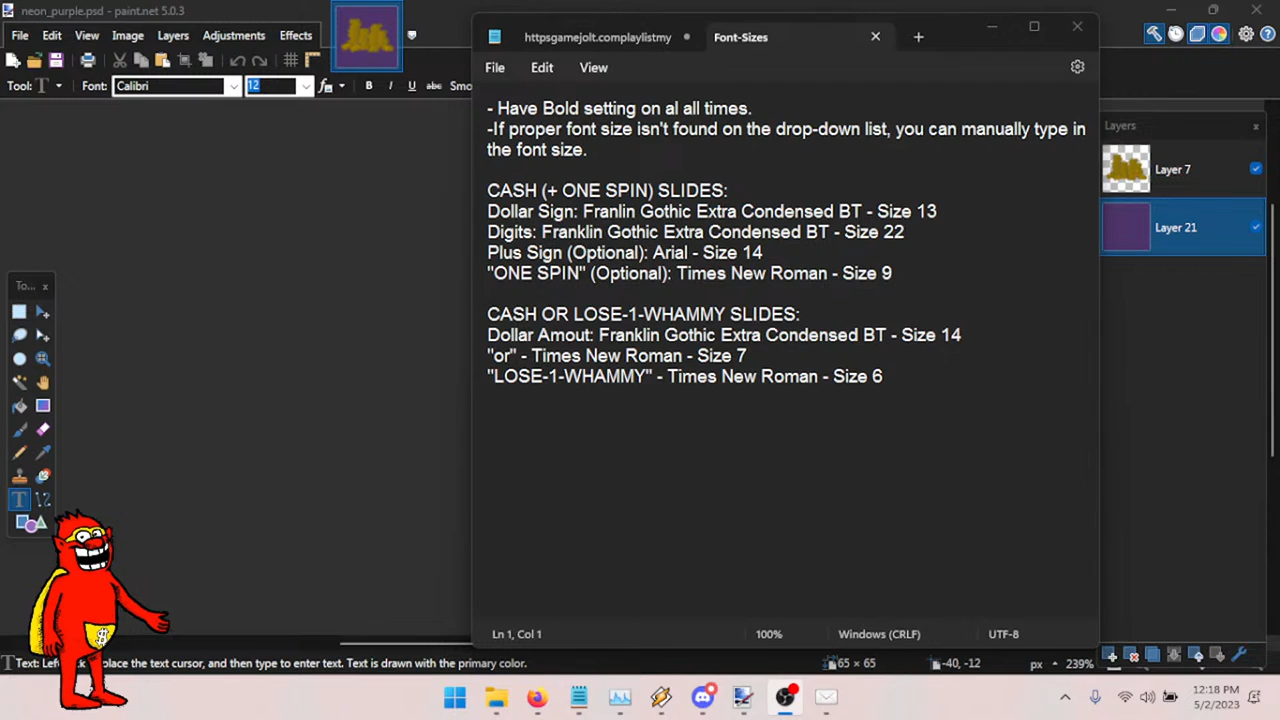 neon_purple.psd - paint.net 5.0.3
File Edit View Image Layers Adjustments Effects
Tool: T Font: Calibri 12 B I U abc Smo
httpsgamejolt.complaylistmy Font-Sizes
File Edit View
- Have Bold setting on al all times.
-If proper font size isn't found on the drop-down list, you can manually type in
the font size.
CASH (+ ONE SPIN) SLIDES:
Dollar Sign: Franlin Gothic Extra Condensed BT - Size 13
Digits: Franklin Gothic Extra Condensed BT - Size 22
Plus Sign (Optional): Arial - Size 14
"ONE SPIN" (Optional): Times New Roman - Size 9
CASH OR LOSE-1-WHAMMY SLIDES:
Dollar Amout: Franklin Gothic Extra Condensed BT - Size 14
"or" - Times New Roman - Size 7
"LOSE-1-WHAMMY" - Times New Roman - Size 6
Ln 1, Col 1 100% Windows (CRLF) UTF-8
Layers
Layer 7
Layer 21
To...
$
Text: Left place the text cursor, and then type to enter text. Text is drawn with the primary color.
65 × 65 -40, -12 px 239%
12:18 PM
5/2/2023